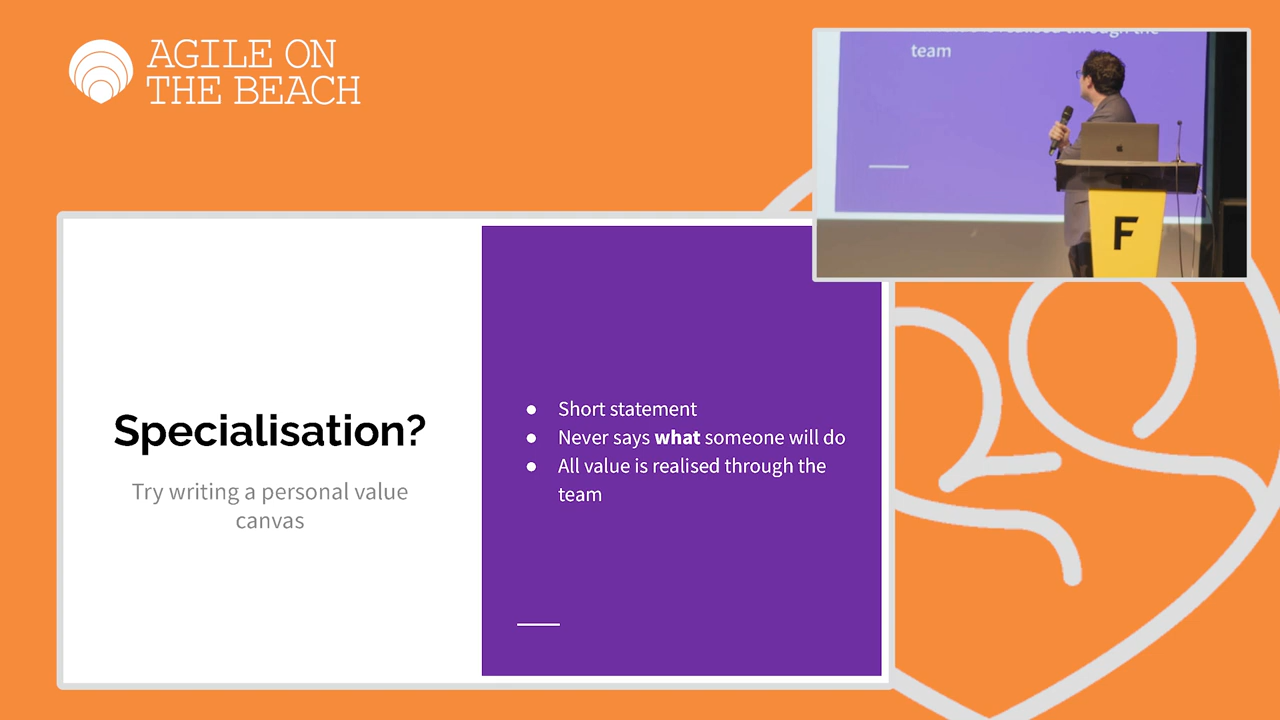 AGILE ON
THE BEACH
team
F
Specialisation?
Try writing a personal value
canvas
● Short statement
● Never says what someone will do
● All value is realised through the
team